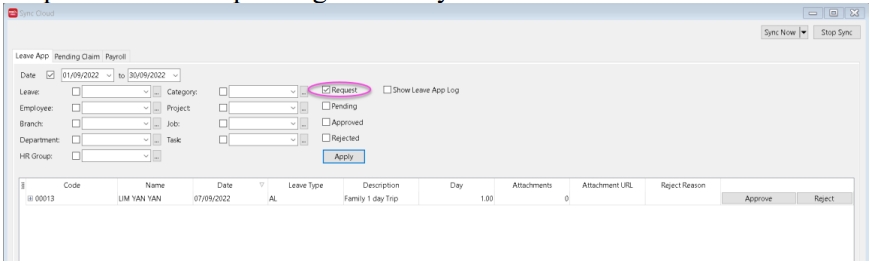 Sync Cloud
Sync Now Stop Sync
Leave App Pending Claim Payroll
Date 01/09/2022 to 30/09/2022
Leave: ... Category: ... Request Show Leave App Log
Employee: ... Project: ... Pending
Branch: ... Job: ... Approved
Department: ... Task: ... Rejected
HR Group: ... Apply
Code Name Date Leave Type Description Day Attachments Attachment URL Reject Reason
00013 LIM YAN YAN 07/09/2022 AL Family 1 day Trip 1.00 0 Approve Reject